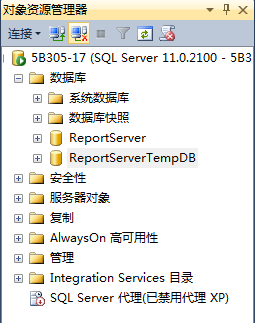 对象资源管理器
连接
5B305-17 (SQL Server 11.0.2100 - 5B3
数据库
系统数据库
数据库快照
ReportServer
ReportServerTempDB
安全性
服务器对象
复制
AlwaysOn 高可用性
管理
Integration Services 目录
SQL Server 代理(已禁用代理 XP)